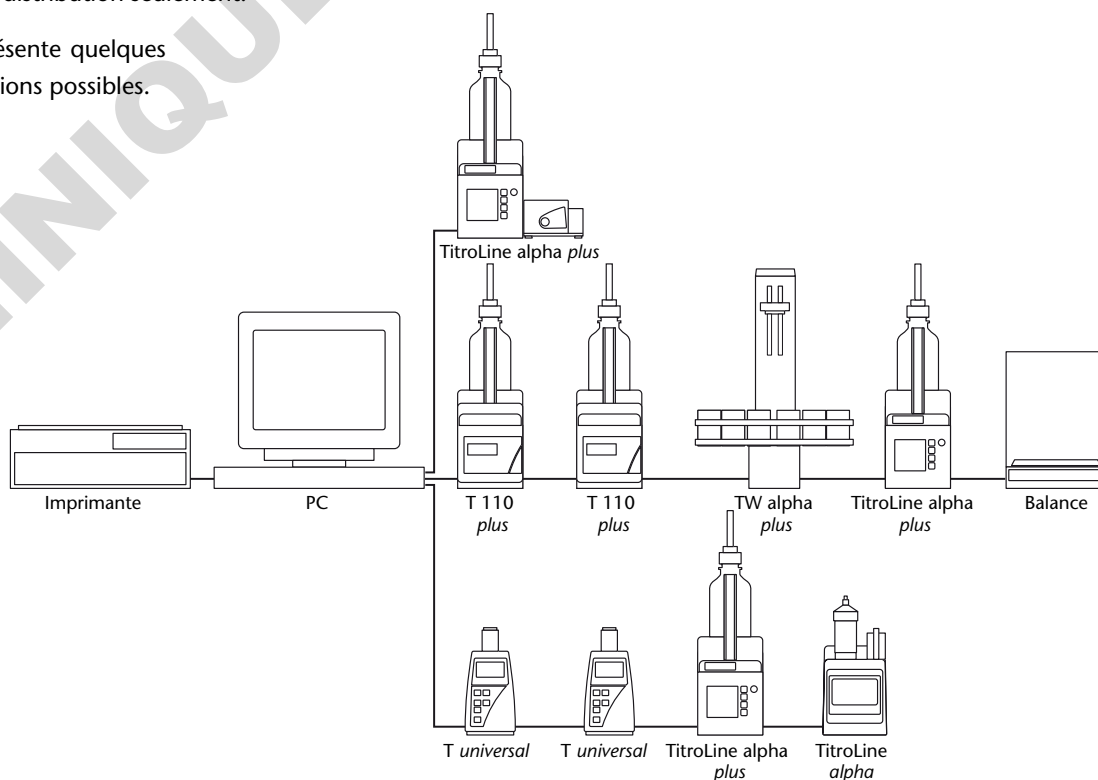 ésente quelques
ions possibles.
TitroLine alpha plus
Imprimante
PC
T 110
plus
T 110
plus
TW alpha
plus
TitroLine alpha
plus
Balance
T universal
T universal
TitroLine alpha
plus
TitroLine
alpha